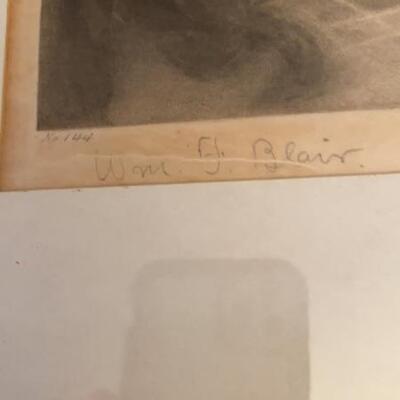 No 144
Wm. F. Blair.